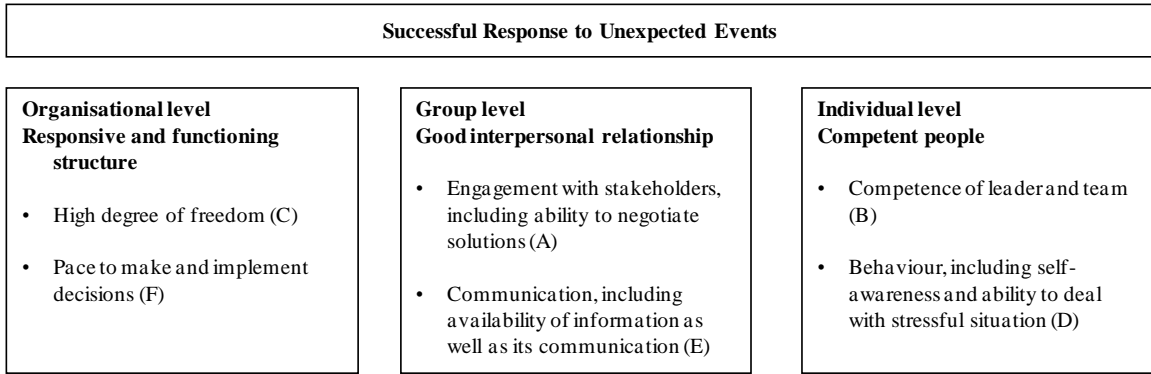 Successful Response to Unexpected Events
Organisational level
Responsive and functioning
structure
• High degree of freedom (C)
• Pace to make and implement
decisions (F)
Group level
Good interpersonal relationship
• Engagement with stakeholders,
including ability to negotiate
solutions (A)
• Communication, including
availability of information as
well as its communication (E)
Individual level
Competent people
• Competence of leader and team
(B)
• Behaviour, including self-
awareness and ability to deal
with stressful situation (D)